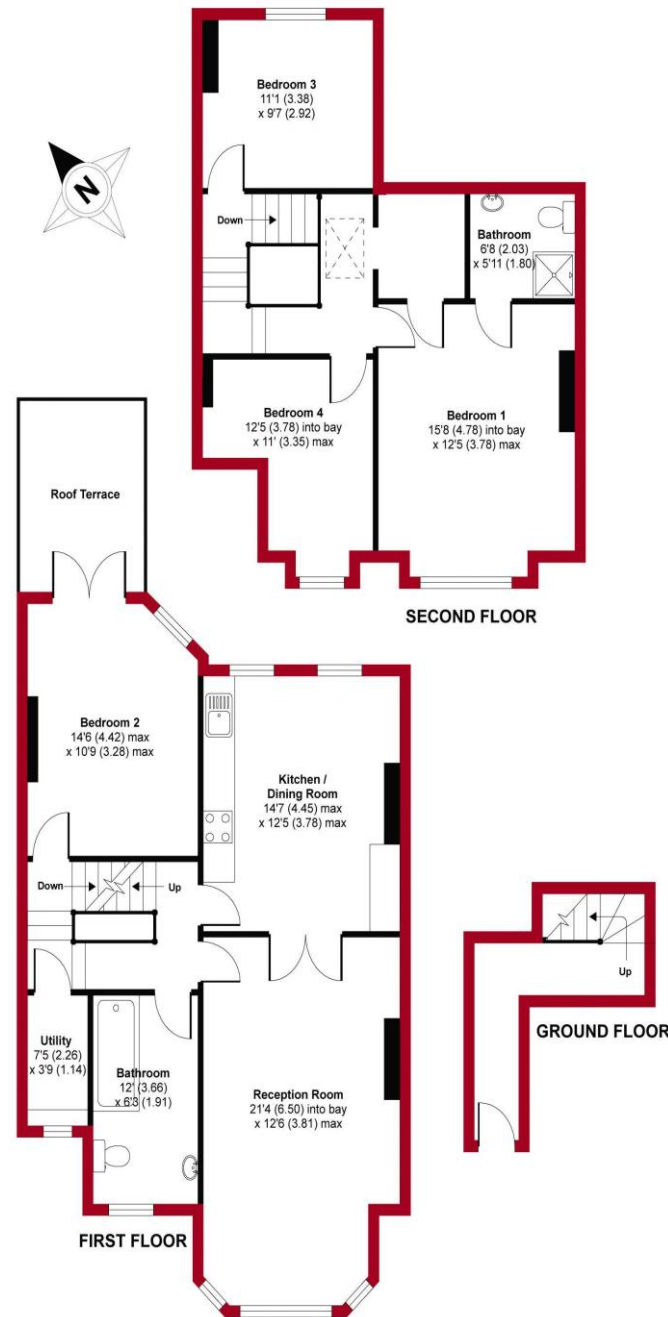 Bedroom 3
11'1 (3.38)
x 9'7 (2.92)
N
Down
Bathroom
6'8 (2.03)
x 5'11 (1.80)
Bedroom 4
12'5 (3.78) into bay
x 11' (3.35) max
Bedroom 1
15'8 (4.78) into bay
x 12'5 (3.78) max
SECOND FLOOR
Roof Terrace
Bedroom 2
14'6 (4.42) max
x 10'9 (3.28) max
Kitchen /
Dining Room
14'7 (4.45) max
x 12'5 (3.78) max
Down
Up
Utility
7'5 (2.26)
x 3'9 (1.14)
Bathroom
12' (3.66)
x 6'3 (1.91)
Reception Room
21'4 (6.50) into bay
x 12'6 (3.81) max
FIRST FLOOR
Up
GROUND FLOOR